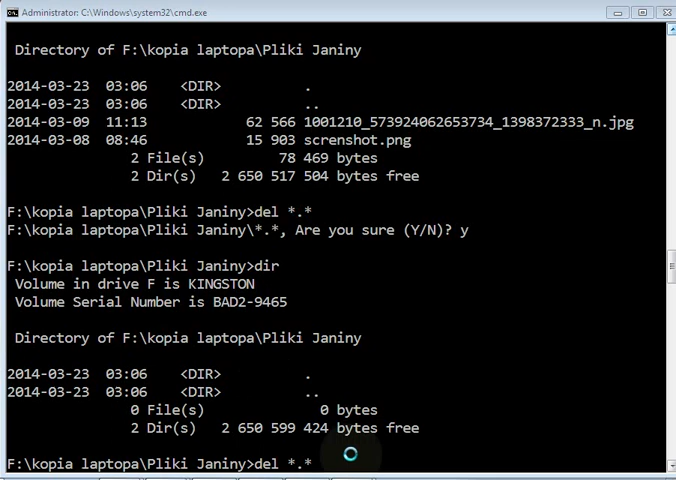 Administrator: C:\Windows\system32\cmd.exe
Directory of F:\kopia laptopa\Pliki Janiny
2014-03-23 03:06 <DIR> .
2014-03-23 03:06 <DIR> ..
2014-03-09 11:13 62 566 1001210_573924062653734_1398372333_n.jpg
2014-03-08 08:46 15 903 screnshot.png
2 File(s) 78 469 bytes
2 Dir(s) 2 650 517 504 bytes free
F:\kopia laptopa\Pliki Janiny>del *.*
F:\kopia laptopa\Pliki Janiny\*.*, Are you sure (Y/N)? y
F:\kopia laptopa\Pliki Janiny>dir
Volume in drive F is KINGSTON
Volume Serial Number is BAD2-9465
Directory of F:\kopia laptopa\Pliki Janiny
2014-03-23 03:06 <DIR> .
2014-03-23 03:06 <DIR> ..
0 File(s) 0 bytes
2 Dir(s) 2 650 599 424 bytes free
F:\kopia laptopa\Pliki Janiny>del *.*